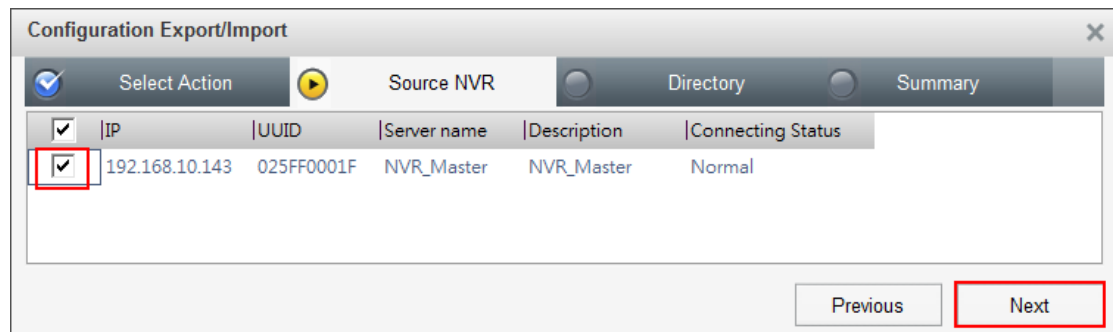 Configuration Export/Import
Select Action Source NVR Directory Summary
IP UUID Server name Description Connecting Status
192.168.10.143 025FF0001F NVR_Master NVR_Master Normal
Previous Next